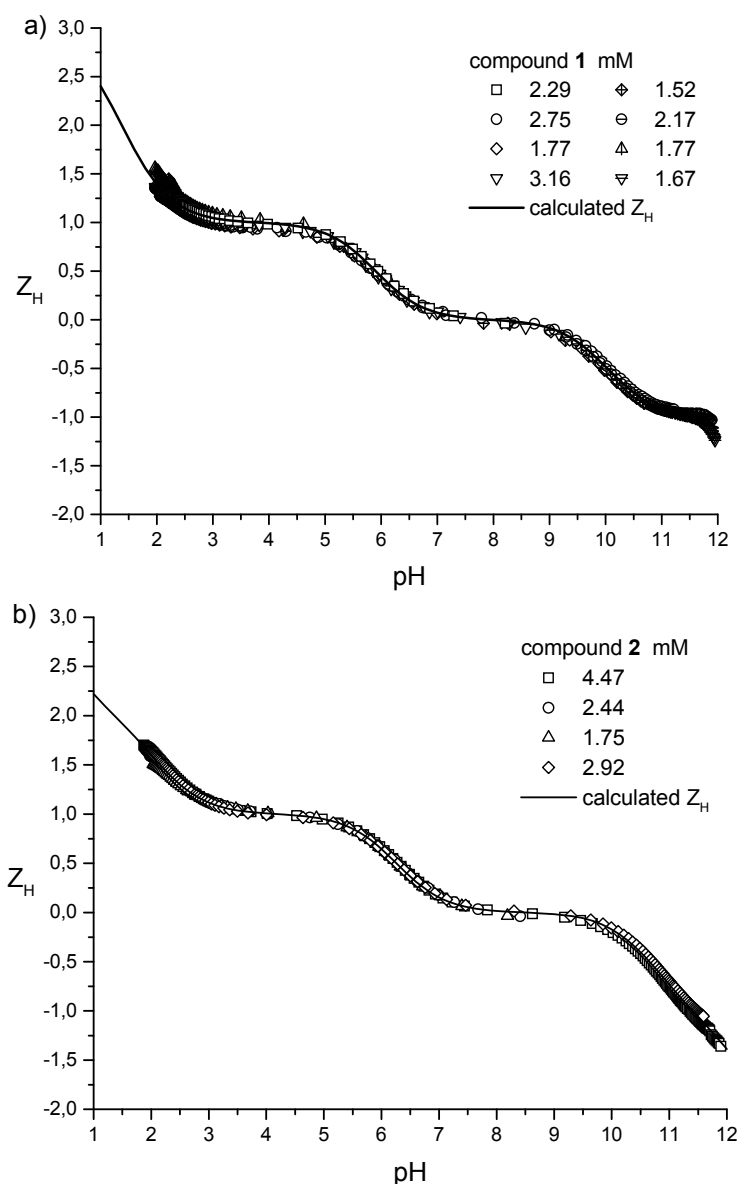 a)
3,0
2,5
2,0
1,5
1,0
0,5
0,0
-0,5
-1,0
-1,5
-2,0
Z_H
1 2 3 4 5 6 7 8 9 10 11 12
pH
compound 1 mM
2.29 1.52
2.75 2.17
1.77 1.77
3.16 1.67
calculated Z_H
b)
3,0
2,5
2,0
1,5
1,0
0,5
0,0
-0,5
-1,0
-1,5
-2,0
Z_H
1 2 3 4 5 6 7 8 9 10 11 12
pH
compound 2 mM
4.47
2.44
1.75
2.92
calculated Z_H